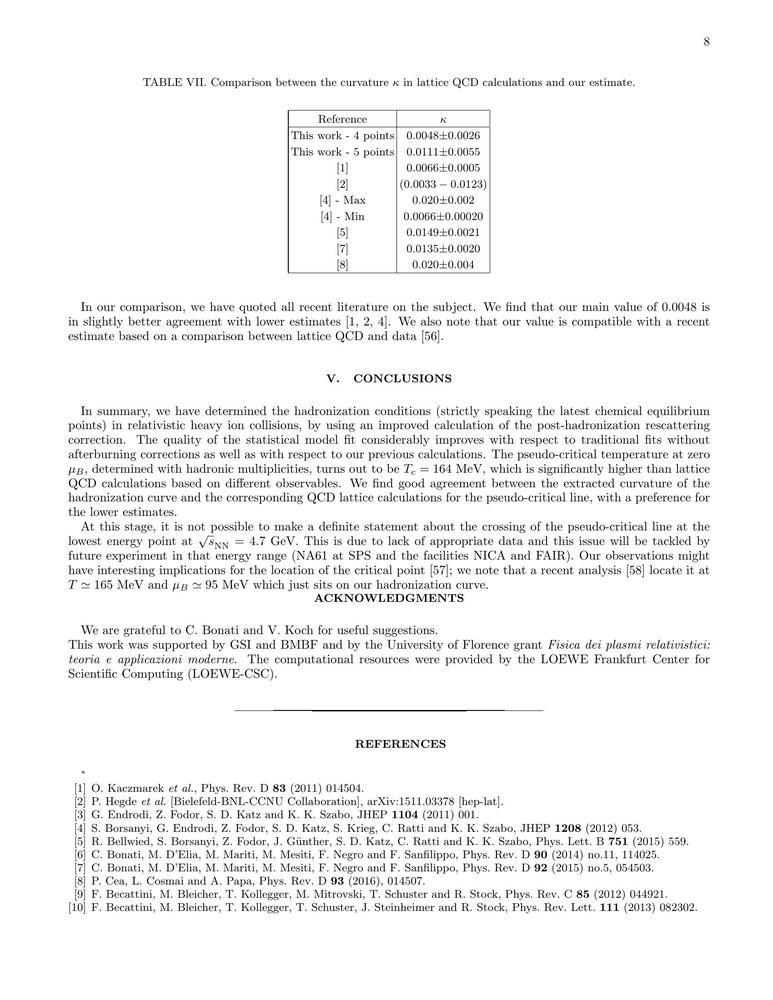 8
TABLE VII. Comparison between the curvature κ in lattice QCD calculations and our estimate.
Reference κ
This work - 4 points 0.0048±0.0026
This work - 5 points 0.0111±0.0055
[1] 0.0066±0.0005
[2] (0.0033 − 0.0123)
[4] - Max 0.020±0.002
[4] - Min 0.0066±0.00020
[5] 0.0149±0.0021
[7] 0.0135±0.0020
[8] 0.020±0.004
In our comparison, we have quoted all recent literature on the subject. We find that our main value of 0.0048 is
in slightly better agreement with lower estimates [1, 2, 4]. We also note that our value is compatible with a recent
estimate based on a comparison between lattice QCD and data [56].
V. CONCLUSIONS
In summary, we have determined the hadronization conditions (strictly speaking the latest chemical equilibrium
points) in relativistic heavy ion collisions, by using an improved calculation of the post-hadronization rescattering
correction. The quality of the statistical model fit considerably improves with respect to traditional fits without
afterburning corrections as well as with respect to our previous calculations. The pseudo-critical temperature at zero
μB, determined with hadronic multiplicities, turns out to be Tc = 164 MeV, which is significantly higher than lattice
QCD calculations based on different observables. We find good agreement between the extracted curvature of the
hadronization curve and the corresponding QCD lattice calculations for the pseudo-critical line, with a preference for
the lower estimates.
At this stage, it is not possible to make a definite statement about the crossing of the pseudo-critical line at the
lowest energy point at √sNN = 4.7 GeV. This is due to lack of appropriate data and this issue will be tackled by
future experiment in that energy range (NA61 at SPS and the facilities NICA and FAIR). Our observations might
have interesting implications for the location of the critical point [57]; we note that a recent analysis [58] locate it at
T ≃ 165 MeV and μB ≃ 95 MeV which just sits on our hadronization curve.
ACKNOWLEDGMENTS
We are grateful to C. Bonati and V. Koch for useful suggestions.
This work was supported by GSI and BMBF and by the University of Florence grant Fisica dei plasmi relativistici:
teoria e applicazioni moderne. The computational resources were provided by the LOEWE Frankfurt Center for
Scientific Computing (LOEWE-CSC).
REFERENCES
*
[1] O. Kaczmarek et al., Phys. Rev. D 83 (2011) 014504.
[2] P. Hegde et al. [Bielefeld-BNL-CCNU Collaboration], arXiv:1511.03378 [hep-lat].
[3] G. Endrodi, Z. Fodor, S. D. Katz and K. K. Szabo, JHEP 1104 (2011) 001.
[4] S. Borsanyi, G. Endrodi, Z. Fodor, S. D. Katz, S. Krieg, C. Ratti and K. K. Szabo, JHEP 1208 (2012) 053.
[5] R. Bellwied, S. Borsanyi, Z. Fodor, J. Günther, S. D. Katz, C. Ratti and K. K. Szabo, Phys. Lett. B 751 (2015) 559.
[6] C. Bonati, M. D'Elia, M. Mariti, M. Mesiti, F. Negro and F. Sanfilippo, Phys. Rev. D 90 (2014) no.11, 114025.
[7] C. Bonati, M. D'Elia, M. Mariti, M. Mesiti, F. Negro and F. Sanfilippo, Phys. Rev. D 92 (2015) no.5, 054503.
[8] P. Cea, L. Cosmai and A. Papa, Phys. Rev. D 93 (2016), 014507.
[9] F. Becattini, M. Bleicher, T. Kollegger, M. Mitrovski, T. Schuster and R. Stock, Phys. Rev. C 85 (2012) 044921.
[10] F. Becattini, M. Bleicher, T. Kollegger, T. Schuster, J. Steinheimer and R. Stock, Phys. Rev. Lett. 111 (2013) 082302.